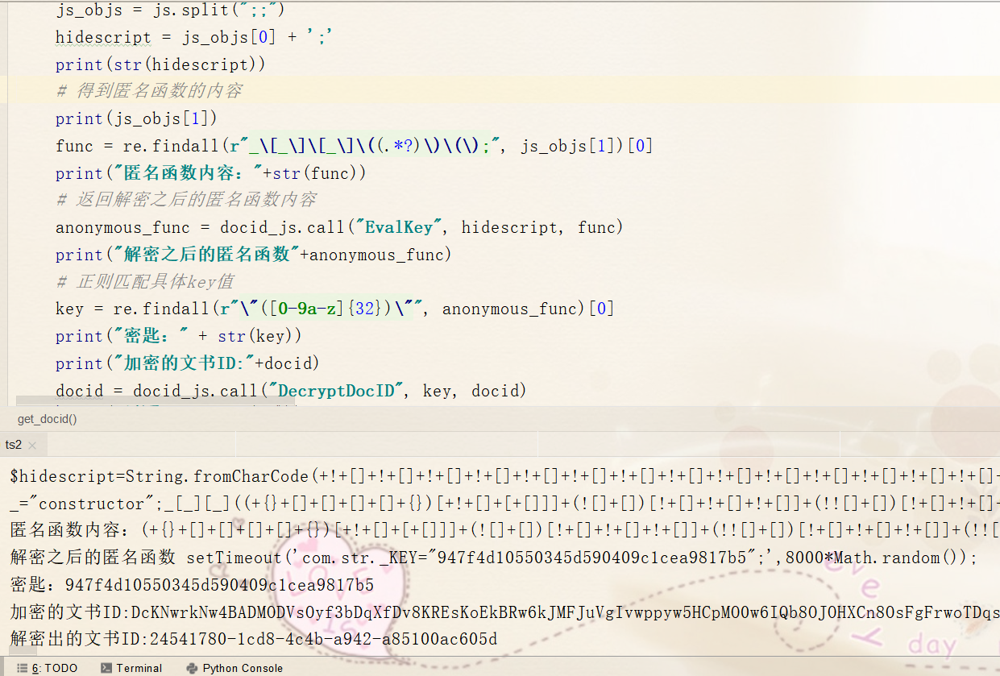 js_objs = js.split(";;")
hidescript = js_objs[0] + ';'
print(str(hidescript))
# 得到匿名函数的内容
print(js_objs[1])
func = re.findall(r"_\[_\]\[_\]\((.*?)\)\(\);", js_objs[1])[0]
print("匿名函数内容："+str(func))
# 返回解密之后的匿名函数内容
anonymous_func = docid_js.call("EvalKey", hidescript, func)
print("解密之后的匿名函数"+anonymous_func)
# 正则匹配具体key值
key = re.findall(r"\"([0-9a-z]{32})\"", anonymous_func)[0]
print("密匙：" + str(key))
print("加密的文书ID:"+docid)
docid = docid_js.call("DecryptDocID", key, docid)
get_docid()
ts2
$hidescript=String.fromCharCode(+!+[]+!+[]+!+[]+!+[]+!+[]+!+[]+!+[]+!+[]+!+[]+!+[]+!+[]+!+[]+!+[]+!+[]-
_="constructor";_[_][_]((+{}+[]+[]+[]+[]+{})[+!+[]+[+[]]]+(![]+[])[!+[]+!+[]+!+[]]+(!![]+[])[!+[]+!+[]-
匿名函数内容：(+{}+[]+[]+[]+[]+{})[+!+[]+[+[]]]+(![]+[])[!+[]+!+[]+!+[]]+(!![]+[])[!+[]+!+[]+!+[]]+(!![
解密之后的匿名函数 setTimeout('com.str._KEY="947f4d10550345d590409c1cea9817b5";',8000*Math.random());
密匙：947f4d10550345d590409c1cea9817b5
加密的文书ID:DcKNwrkNw4BADMODVsOyf3bDqXfDv8KREsKoEkBRw6kJMFJuVgIvwppyw5HCpMOOw6IQb8OJOHXCn8OsFgFrwoTDqs
解密出的文书ID:24541780-1cd8-4c4b-a942-a85100ac605d
LOVE
IS
eve
Y
day
6: TODO Terminal Python Console